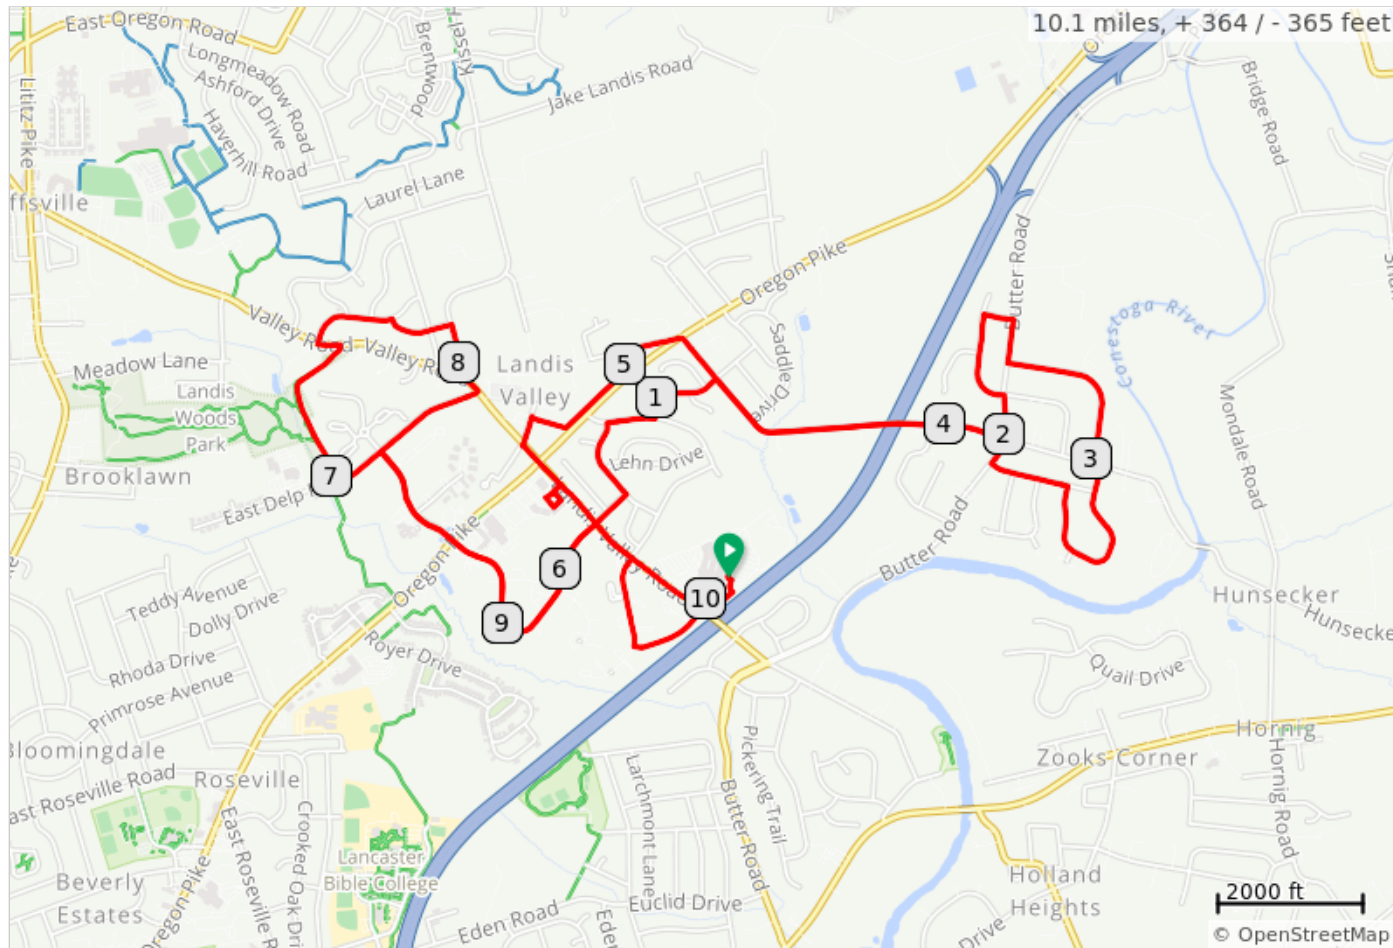 10.1 miles, + 364 / - 365 feet
East Oregon Road
Brentwood
Longmeadow Road
Ashford Drive
Jake Landis Road
Bridge Road
Lititz Pike
Haverhill Road
Laurel Lane
ffsville
Butter Road
Oregon Pike
Conestoga River
Valley Road
Valley
Saddle Drive
Meadow Lane
8
Landis
Valley
5
1
Landis
Woods
Park
Mondale Road
4
2
3
Lehn Drive
Brooklawn
7
East Delp
Oregon Pike
Landis Valley Road
Butter Road
6
Teddy Avenue
Dolly Drive
10
9
Hunsecker
Hunsecke
Royer Drive
Rhoda Drive
Primrose Avenue
Quail Drive
Bloomingdale
Roseville
ast Roseville Road
Pickering Trail
Hornig
Zooks Corner
Hornig Road
Larchmont Lane
Butter Road
Crooked Oak Dri
East Roseville R
Lancaster
Bible College
Beverly
Estates
Oregon Pike
Eden Road
Euclid Drive
Holland
Heights
Drive
2000 ft
© OpenStreetMap